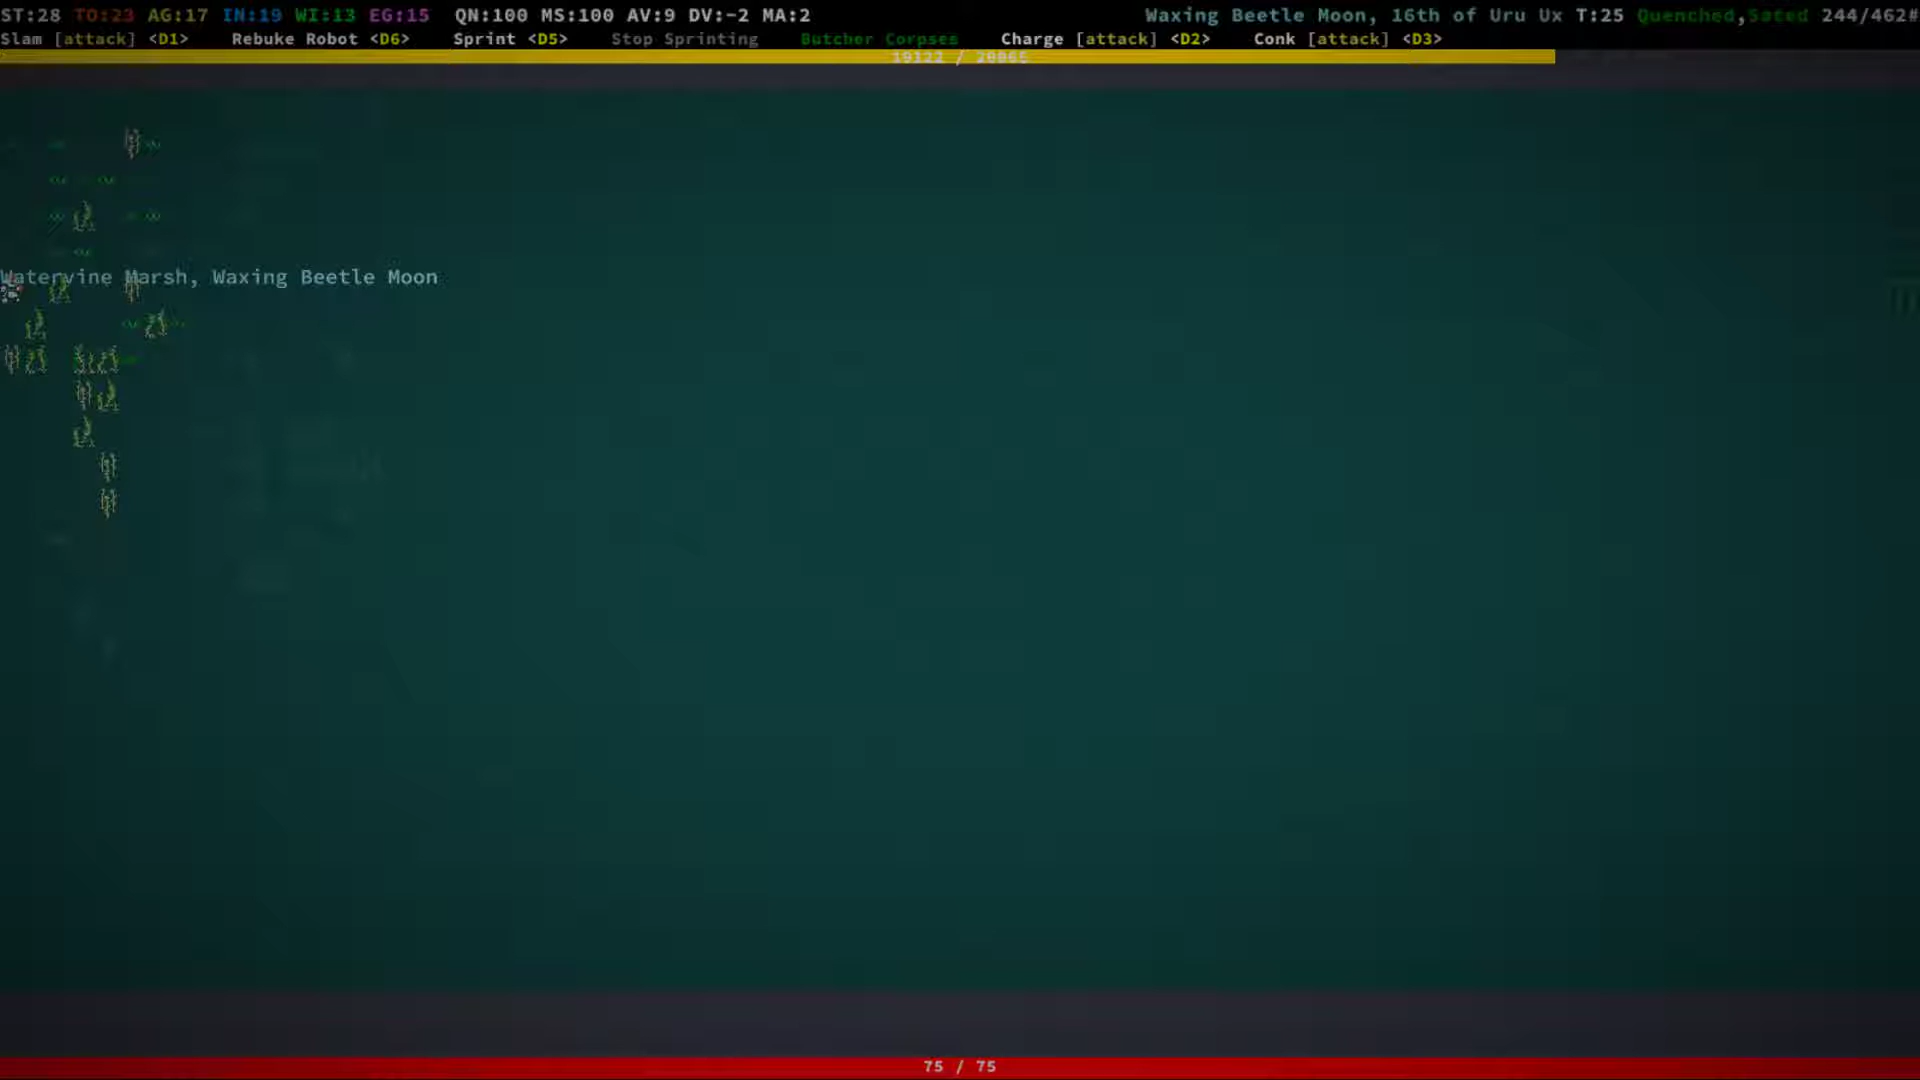 ST:28 TO:23 AG:17 IN:19 WI:13 EG:15 QN:100 MS:100 AV:9 DV:-2 MA:2 Waxing Beetle Moon, 16th of Uru Ux T:25 Quenched,Sated 244/462#
Slam [attack] <D1> Rebuke Robot <D6> Sprint <D5> Stop Sprinting Butcher Corpses Charge [attack] <D2> Conk [attack] <D3>
19122 / 20065
Watervine Marsh, Waxing Beetle Moon
75 / 75